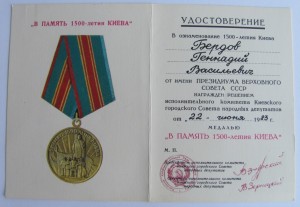 "В ПАМЯТЬ 1500-летия КИЕВА"
УДОСТОВЕРЕНИЕ
В ознаменование 1500-летия Киева
Бердов
Геннадий
Васильевич
ОТ ИМЕНИ ПРЕЗИДИУМА ВЕРХОВНОГО
СОВЕТА СССР
НАГРАЖДЕН РЕШЕНИЕМ
исполнительного комитета Киевского
городского Совета народных депутатов
от „22" июня 1983 г.
МЕДАЛЬЮ
"В ПАМЯТЬ 1500-летия КИЕВА"
М. П.